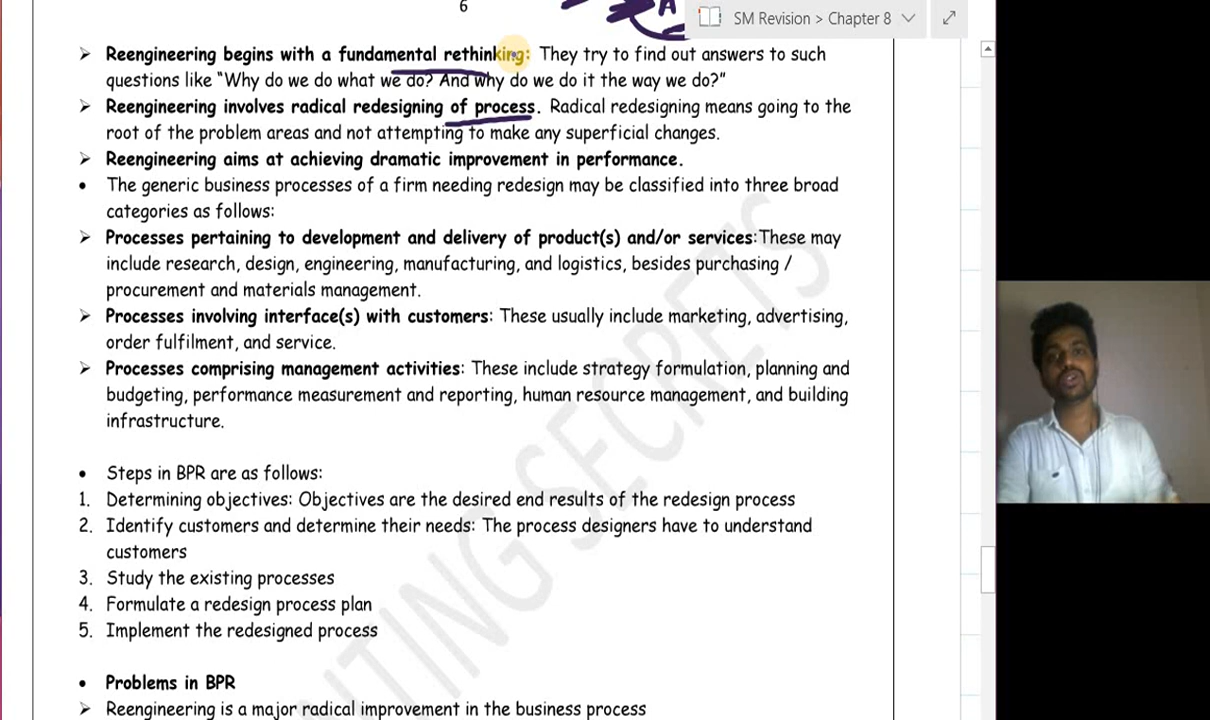 6
A
SM Revision > Chapter 8
➢ Reengineering begins with a fundamental rethinking: They try to find out answers to such
questions like "Why do we do what we do? And why do we do it the way we do?"
➢ Reengineering involves radical redesigning of process. Radical redesigning means going to the
root of the problem areas and not attempting to make any superficial changes.
➢ Reengineering aims at achieving dramatic improvement in performance.
• The generic business processes of a firm needing redesign may be classified into three broad
categories as follows:
➢ Processes pertaining to development and delivery of product(s) and/or services:These may
include research, design, engineering, manufacturing, and logistics, besides purchasing /
procurement and materials management.
➢ Processes involving interface(s) with customers: These usually include marketing, advertising,
order fulfilment, and service.
➢ Processes comprising management activities: These include strategy formulation, planning and
budgeting, performance measurement and reporting, human resource management, and building
infrastructure.
• Steps in BPR are as follows:
1. Determining objectives: Objectives are the desired end results of the redesign process
2. Identify customers and determine their needs: The process designers have to understand
customers
3. Study the existing processes
4. Formulate a redesign process plan
5. Implement the redesigned process
• Problems in BPR
➢ Reengineering is a major radical improvement in the business process
NTING SECRETS